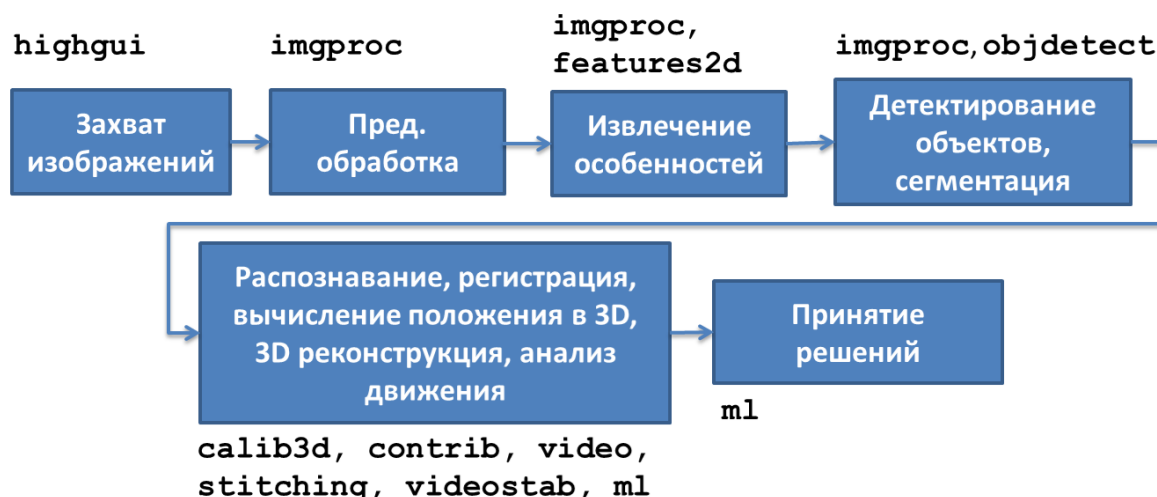 highgui
Захват
изображений
imgproc
Пред.
обработка
imgproc,
features2d
Извлечение
особенностей
imgproc,objdetect
Детектирование
объектов,
сегментация
Распознавание, регистрация,
вычисление положения в 3D,
3D реконструкция, анализ
движения
calib3d, contrib, video,
stitching, videostab, ml
Принятие
решений
ml